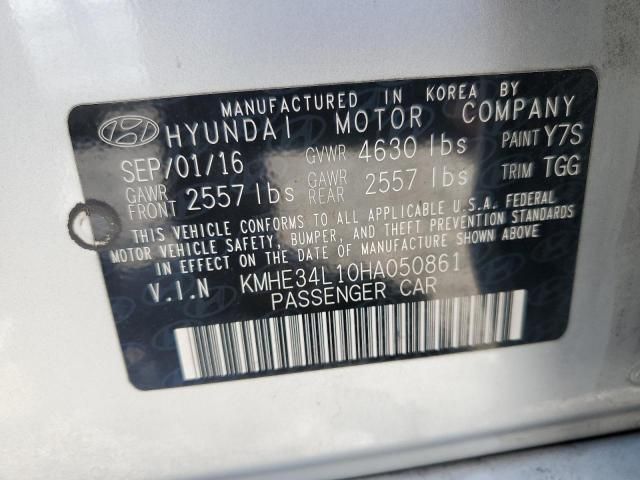 MANUFACTURED IN KOREA BY
HYUNDAI MOTOR COMPANY
SEP/01/16 GVWR 4630 lbs PAINT Y7S
GAWR FRONT 2557 lbs GAWR REAR 2557 lbs TRIM TGG
THIS VEHICLE CONFORMS TO ALL APPLICABLE U.S.A. FEDERAL
MOTOR VEHICLE SAFETY, BUMPER, AND THEFT PREVENTION STANDARDS
IN EFFECT ON THE DATE OF MANUFACTURE SHOWN ABOVE
V.I.N KMHE34L10HA050861
PASSENGER CAR